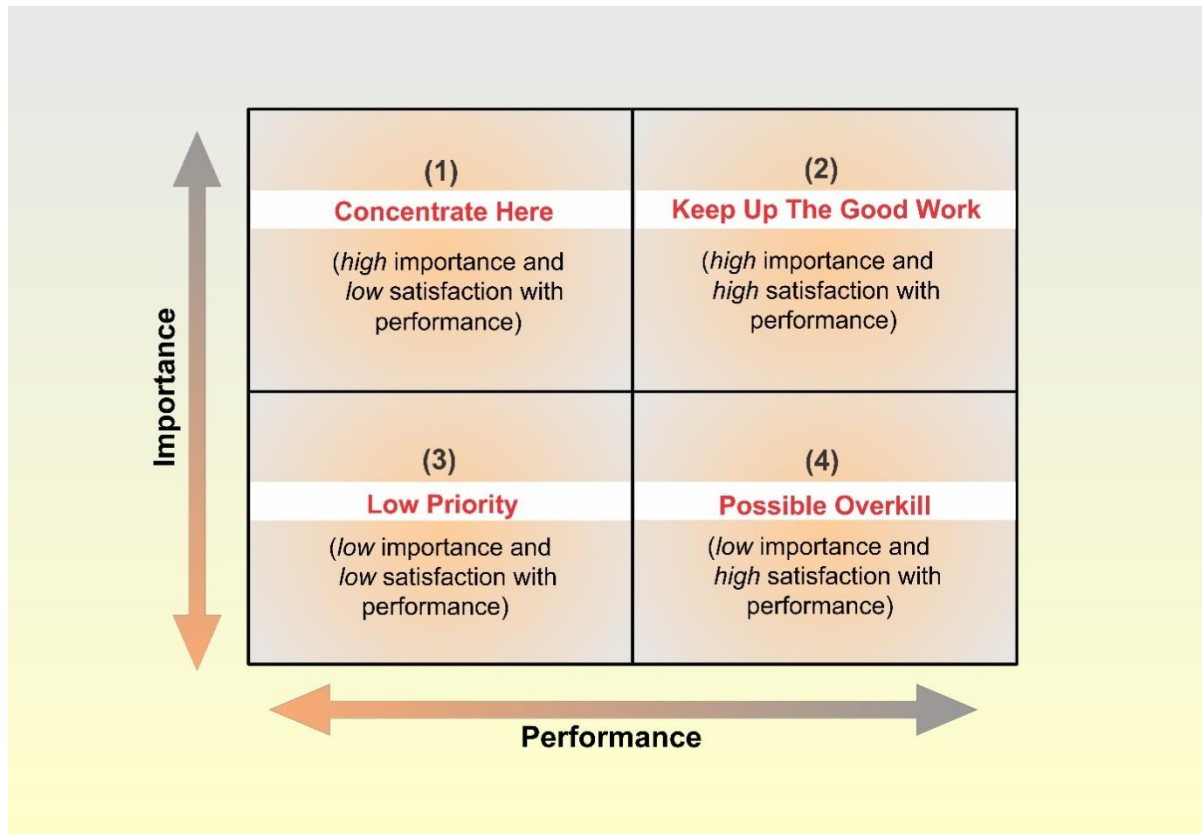 Importance
(1)
Concentrate Here
(high importance and
low satisfaction with
performance)
(2)
Keep Up The Good Work
(high importance and
high satisfaction with
performance)
(3)
Low Priority
(low importance and
low satisfaction with
performance)
(4)
Possible Overkill
(low importance and
high satisfaction with
performance)
Performance